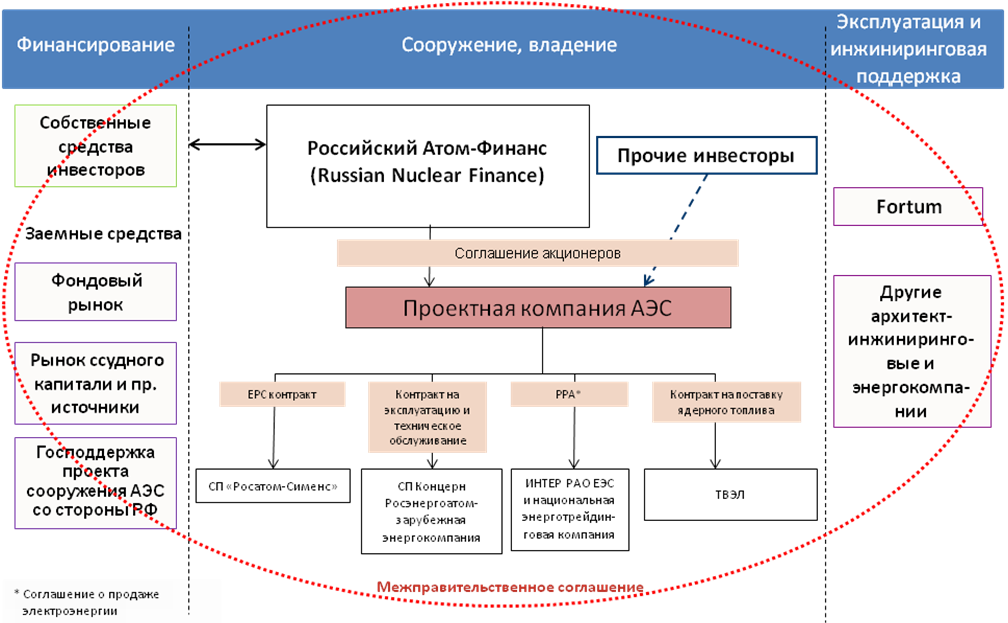 Финансирование
Сооружение, владение
Эксплуатация и
инжиниринговая
поддержка
Собственные
средства
инвесторов
Заемные средства
Фондовый
рынок
Рынок ссудного
капитали и пр.
источники
Господдержка
проекта
сооружения АЭС
со стороны РФ
* Соглашение о продаже
электроэнергии
Российский Атом-Финанс
(Russian Nuclear Finance)
Прочие инвесторы
Соглашение акционеров
Проектная компания АЭС
EPC контракт
Контракт на
эксплуатацию и
техническое
обслуживание
PPA*
Контракт на поставку
ядерного топлива
СП «Росатом-Сименс»
СП Концерн
Росэнергоатом-
зарубежная
энергокомпания
ИНТЕР РАО ЕЭС
и национальная
энерготрейдин-
говая компания
ТВЭЛ
Межправительственное соглашение
Fortum
Другие
архитект-
инжиниринго-
вые и
энергокомпа-
нии